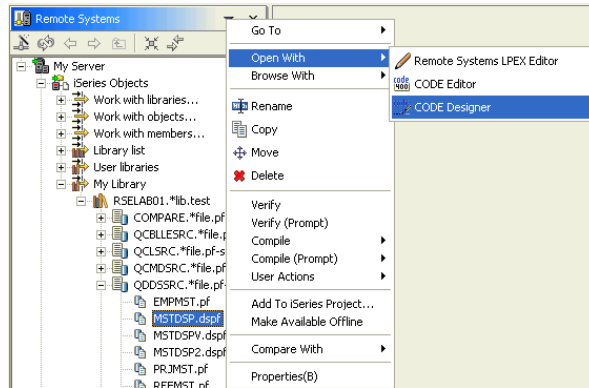 Remote Systems
My Server
iSeries Objects
Work with libraries...
Work with objects...
Work with members...
Library list
User libraries
My Library
RSELAB01.*lib.test
COMPARE.*file.pf
QCBLLESRC.*file.p
QCLSRC.*file.pf-s
QCMDSRC.*file.pf
QDDSSRC.*file.pf-
EMPMST.pf
MSTDSP.dspf
MSTDSPV.dspf
MSTDSP2.dspf
PRJMST.pf
REFMST.pf
Go To
Open With
Browse With
Rename
Copy
Move
Delete
Verify
Verify (Prompt)
Compile
Compile (Prompt)
User Actions
Add To iSeries Project...
Make Available Offline
Compare With
Properties(B)
Remote Systems LPEX Editor
code
400
CODE Editor
CODE Designer